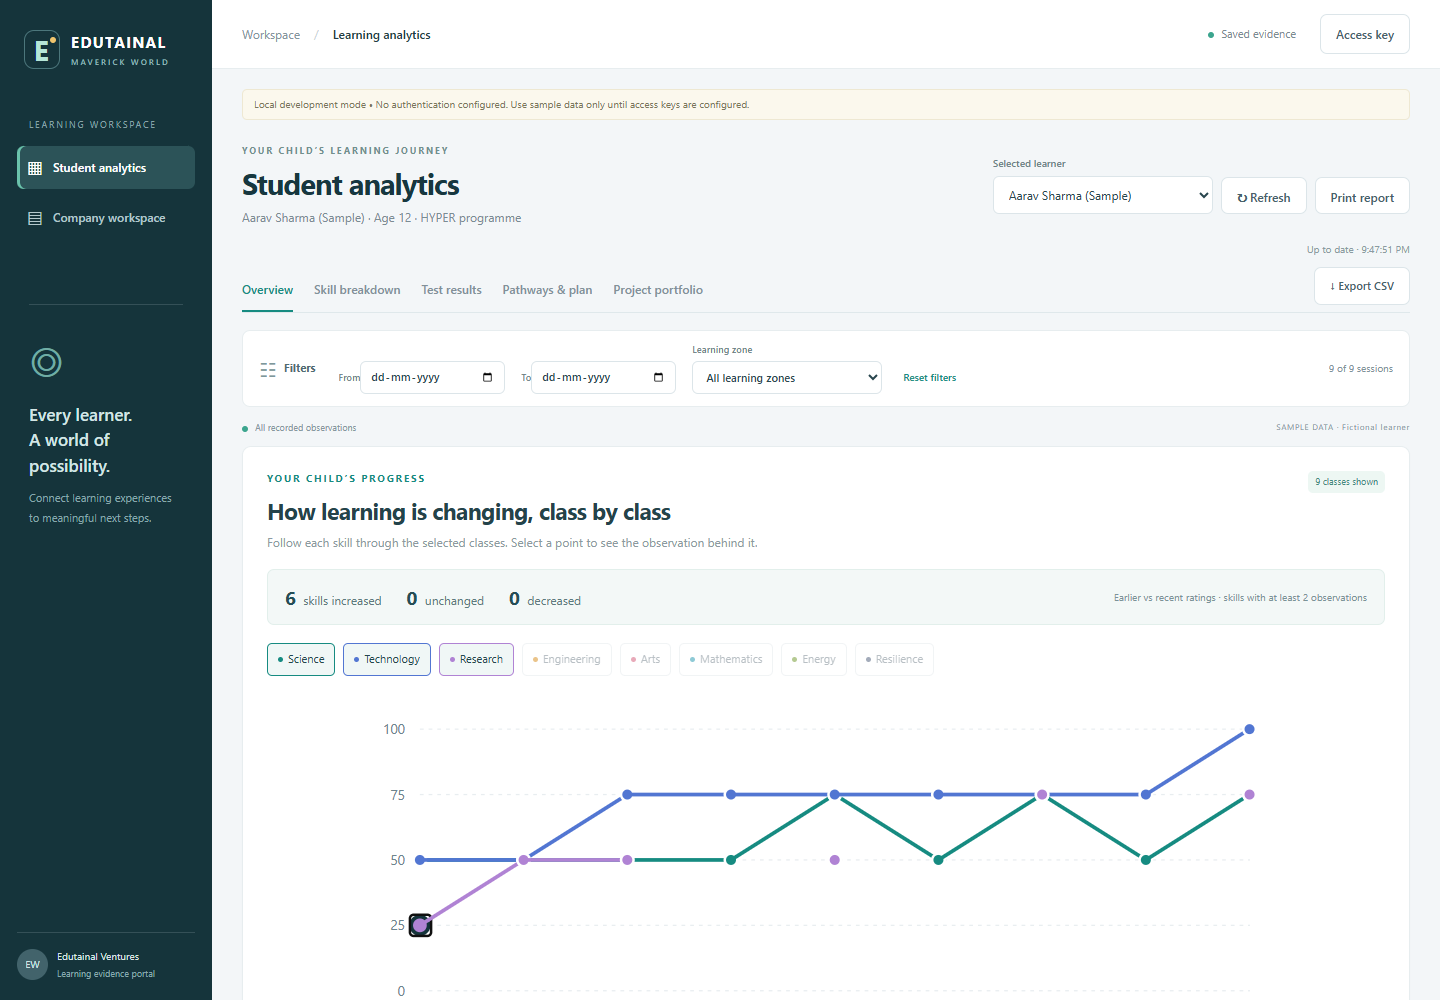 E EDUTAINAL
MAVERICK WORLD
LEARNING WORKSPACE
Student analytics
Company workspace
Every learner.
A world of
possibility.
Connect learning experiences
to meaningful next steps.
EW
Edutainal Ventures
Learning evidence portal
Workspace / Learning analytics
Saved evidence
Access key
Local development mode • No authentication configured. Use sample data only until access keys are configured.
YOUR CHILD'S LEARNING JOURNEY
Student analytics
Aarav Sharma (Sample) · Age 12 · HYPER programme
Selected learner
Aarav Sharma (Sample)
↻ Refresh
Print report
Up to date · 9:47:51 PM
Overview
Skill breakdown
Test results
Pathways & plan
Project portfolio
↓ Export CSV
Filters
From
dd-mm-yyyy
To
dd-mm-yyyy
Learning zone
All learning zones
Reset filters
9 of 9 sessions
All recorded observations
SAMPLE DATA · Fictional learner
YOUR CHILD'S PROGRESS
9 classes shown
How learning is changing, class by class
Follow each skill through the selected classes. Select a point to see the observation behind it.
6 skills increased
0 unchanged
0 decreased
Earlier vs recent ratings · skills with at least 2 observations
Science
Technology
Research
Engineering
Arts
Mathematics
Energy
Resilience
100
75
50
25
0